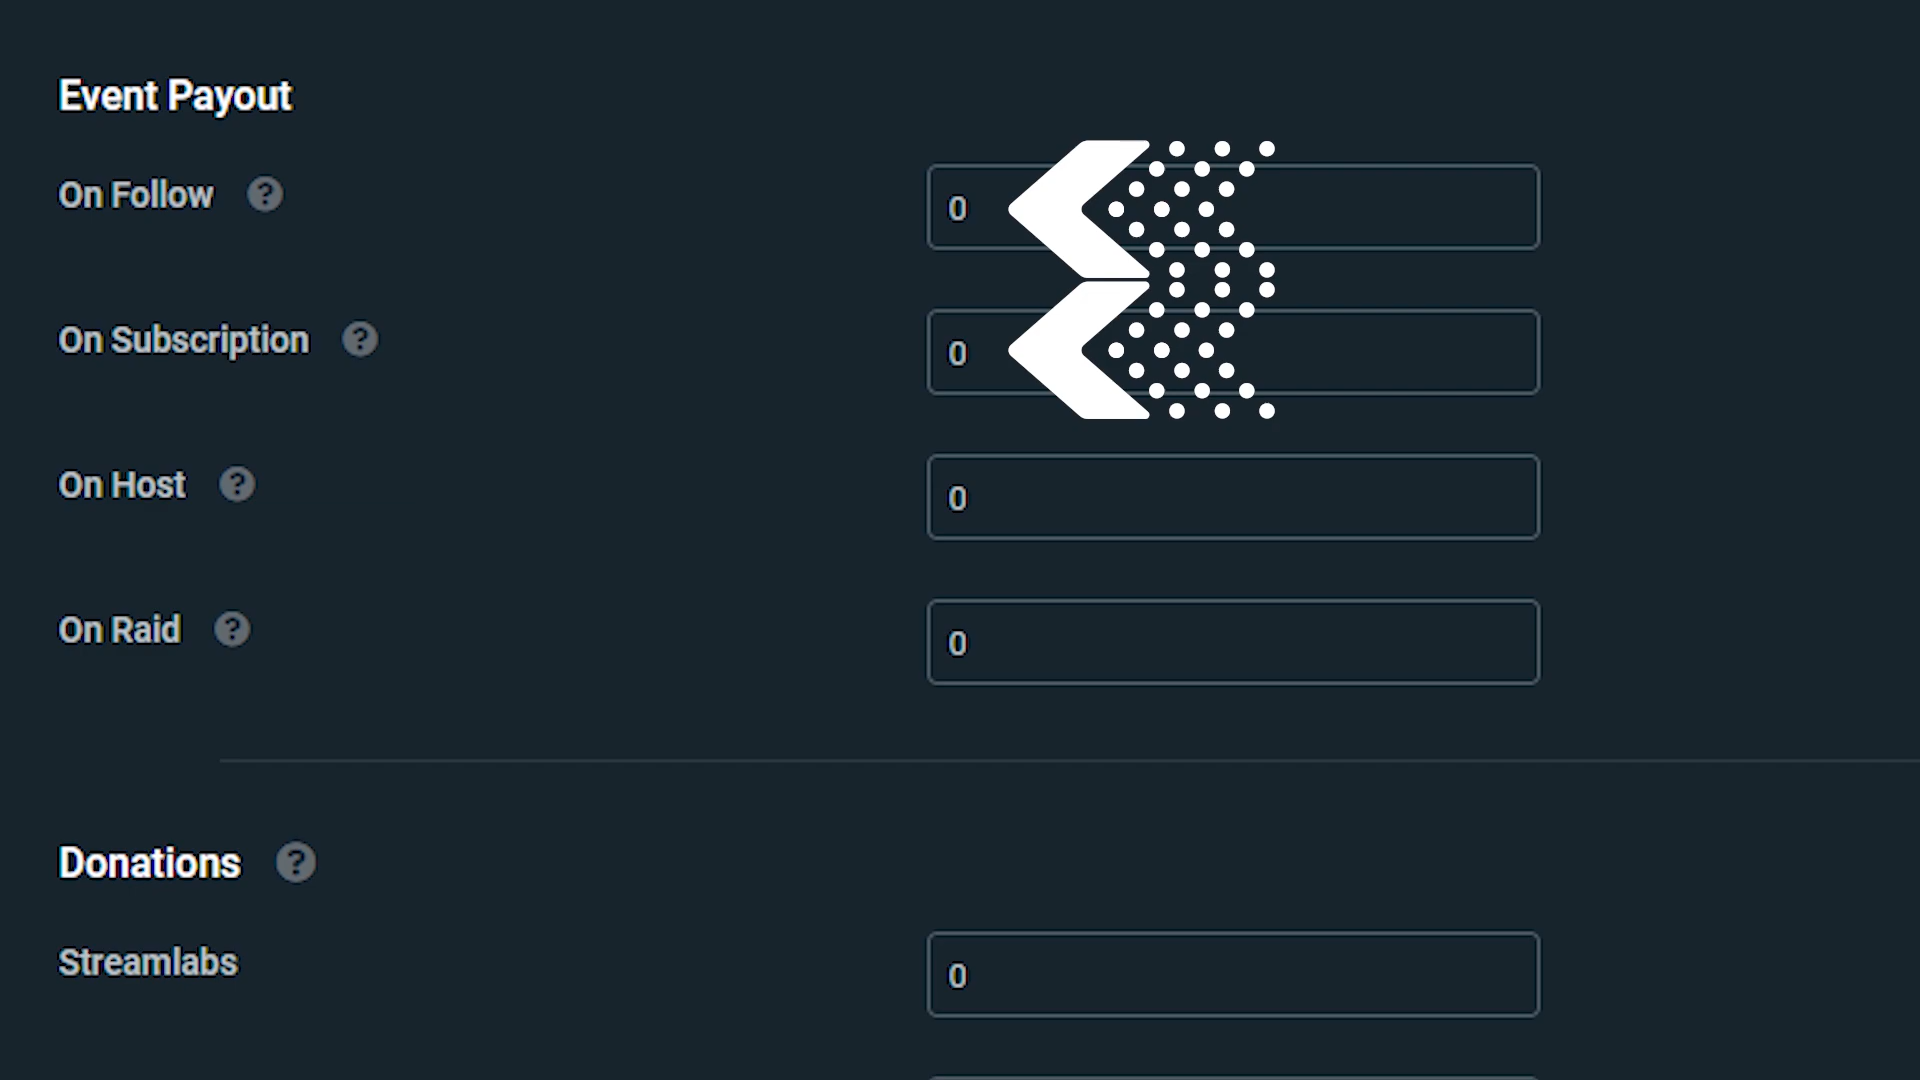 Event Payout
On Follow ? 0
On Subscription ? 0
On Host ? 0
On Raid ? 0
Donations ?
Streamlabs 0